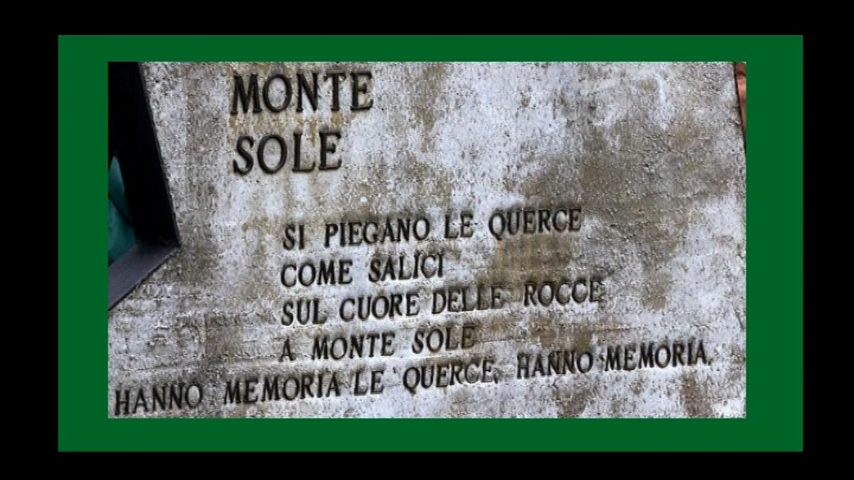 MONTE
SOLE
SI PIEGANO LE QUERCE
COME SALICI
SUL CUORE DELLE ROCCE
A MONTE SOLE
HANNO MEMORIA LE QUERCE, HANNO MEMORIA.